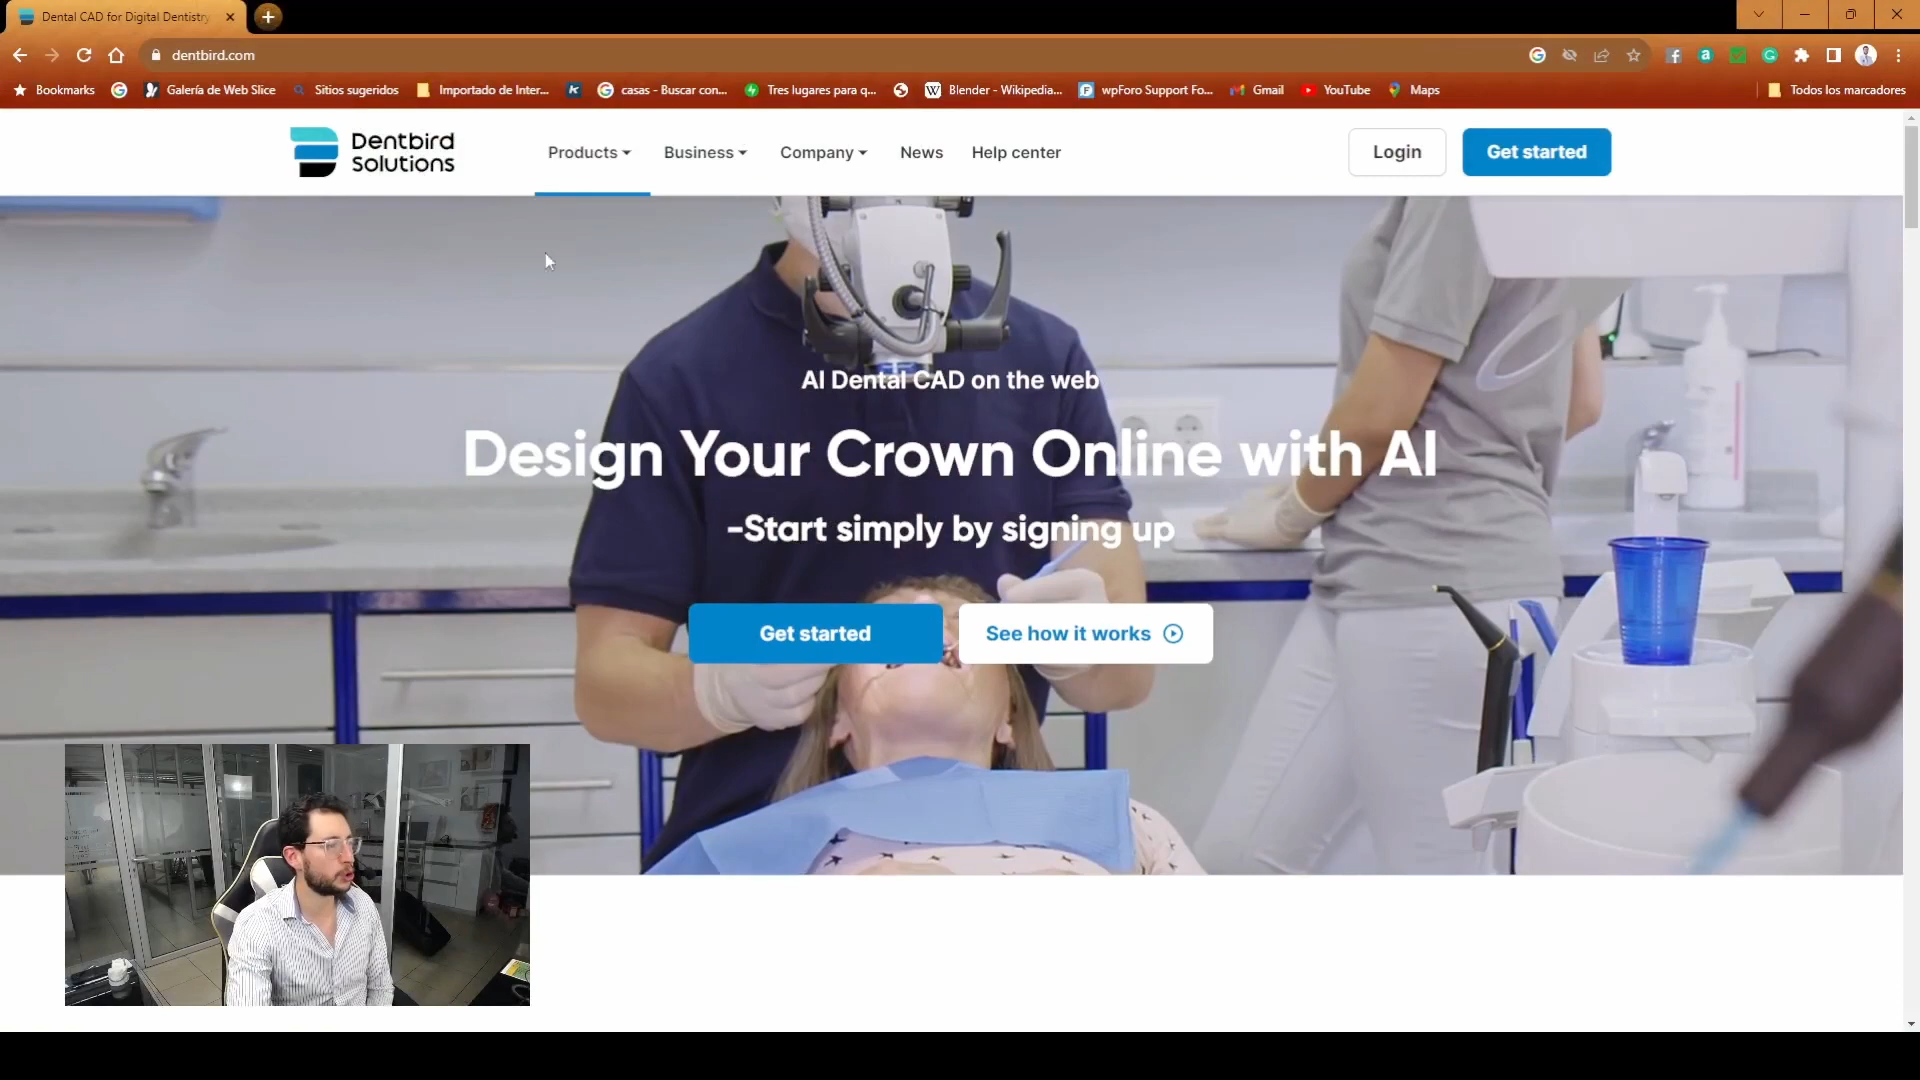 Dental CAD for Digital Dentistry
dentbird.com
Bookmarks
Galería de Web Slice
Sitios sugeridos
Importado de Inter...
casas - Buscar con...
Tres lugares para q...
Blender - Wikipedia...
wpForo Support Fo...
Gmail
YouTube
Maps
Todos los marcadores
Dentbird
Solutions
Products
Business
Company
News
Help center
Login
Get started
AI Dental CAD on the web
Design Your Crown Online with AI
-Start simply by signing up
Get started
See how it works